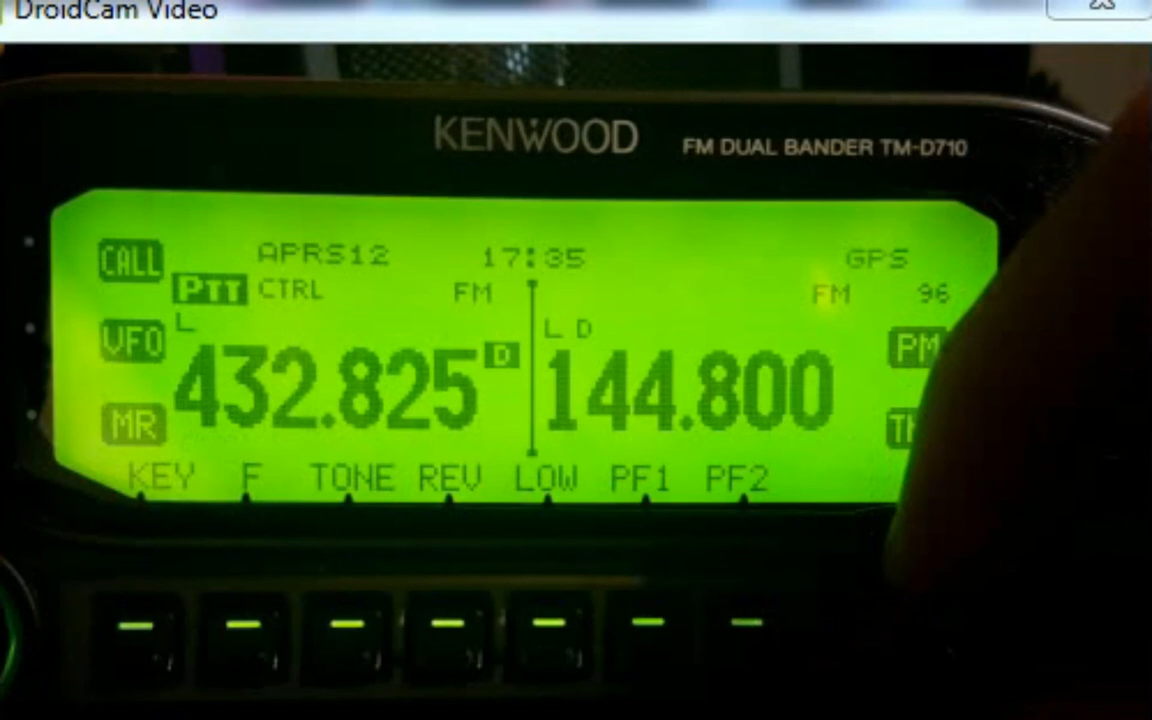 DroidCam Video
KENWOOD FM DUAL BANDER TM-D710
CALL APRS12 17:35 GPS
PTT CTRL FM FM 96
L L D
VFO 432.825 D 144.800 PM
MR
KEY F TONE REV LOW PF1 PF2